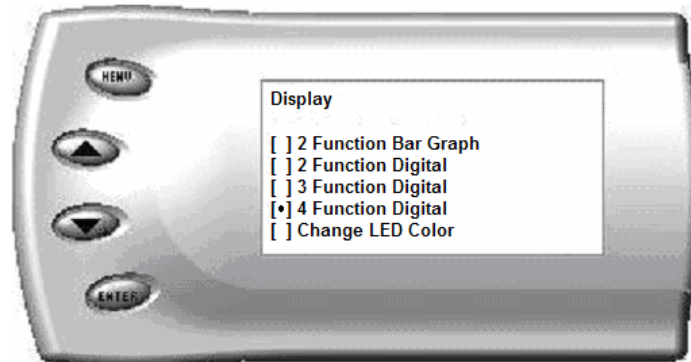 MENU
Display
[ ] 2 Function Bar Graph
[ ] 2 Function Digital
[ ] 3 Function Digital
[•] 4 Function Digital
[ ] Change LED Color
ENTER